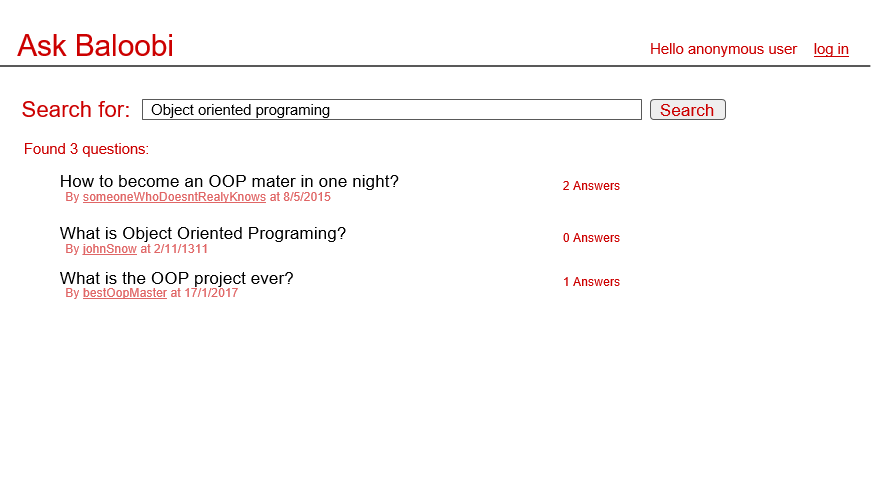 Ask Baloobi
Hello anonymous user log in
Search for: Object oriented programing Search
Found 3 questions:
How to become an OOP mater in one night? 2 Answers
By someoneWhoDoesntRealyKnows at 8/5/2015
What is Object Oriented Programing? 0 Answers
By johnSnow at 2/11/1311
What is the OOP project ever? 1 Answers
By bestOopMaster at 17/1/2017